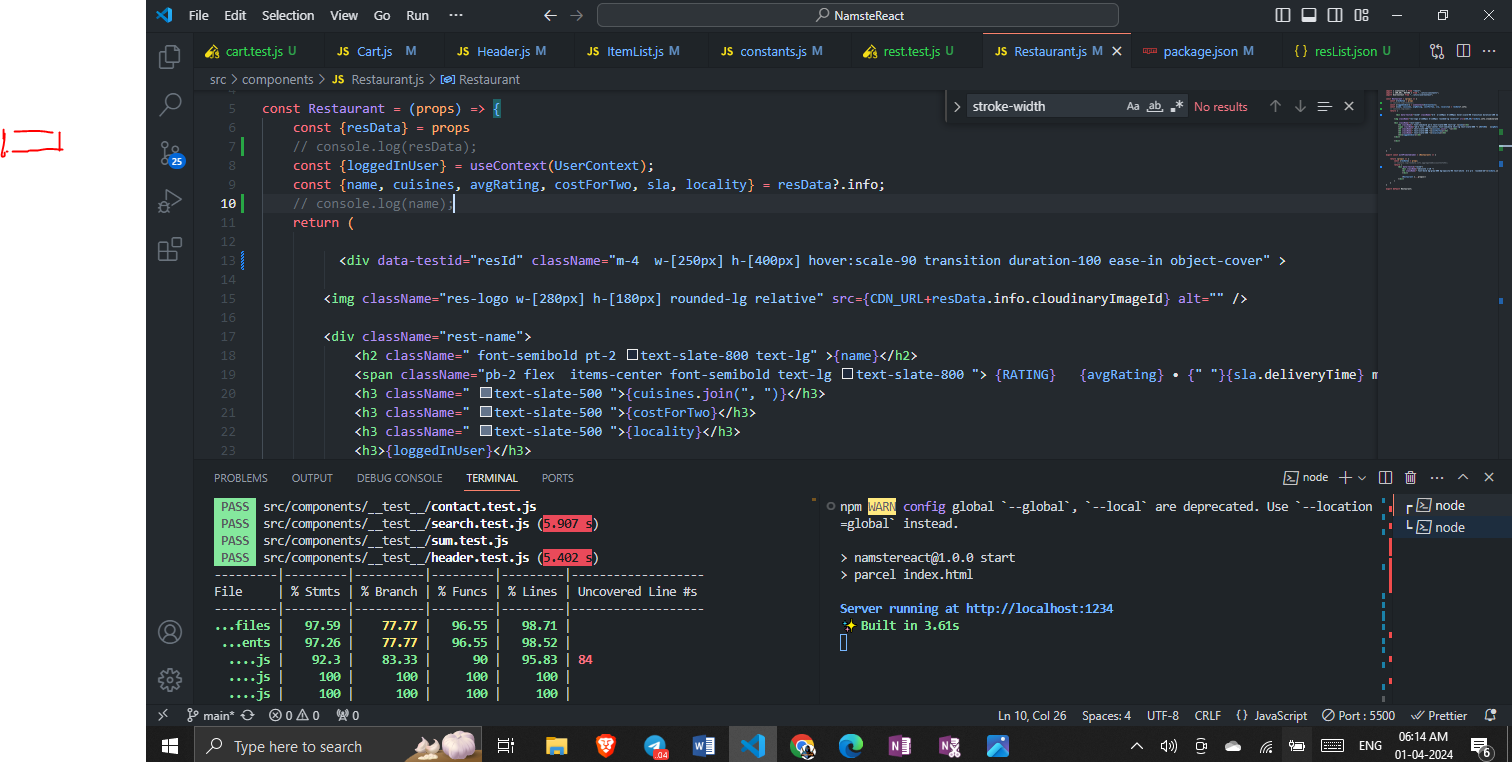 File Edit Selection View Go Run ··· NamsteReact
cart.test.js U JS Cart.js M JS Header.js M JS ItemList.js M JS constants.js M rest.test.js U JS Restaurant.js M package.json M {} resList.json U ···
src > components > JS Restaurant.js > Restaurant
stroke-width Aa ab .* No results
5 const Restaurant = (props) => {
6 const {resData} = props
7 // console.log(resData);
8 const {loggedInUser} = useContext(UserContext);
9 const {name, cuisines, avgRating, costForTwo, sla, locality} = resData?.info;
10 // console.log(name);
11 return (
12
13 <div data-testid="resId" className="m-4  w-[250px] h-[400px] hover:scale-90 transition duration-100 ease-in object-cover" >
14
15 <img className="res-logo w-[280px] h-[180px] rounded-lg relative" src={CDN_URL+resData.info.cloudinaryImageId} alt="" />
16
17 <div className="rest-name">
18 <h2 className=" font-semibold pt-2 text-slate-800 text-lg" >{name}</h2>
19 <span className="pb-2 flex  items-center font-semibold text-lg text-slate-800 "> {RATING}   {avgRating} • {" "}{sla.deliveryTime} m
20 <h3 className=" text-slate-500 ">{cuisines.join(", ")}</h3>
21 <h3 className=" text-slate-500 ">{costForTwo}</h3>
22 <h3 className=" text-slate-500 ">{locality}</h3>
23 <h3>{loggedInUser}</h3>
25
PROBLEMS OUTPUT DEBUG CONSOLE TERMINAL PORTS node ···
PASS src/components/__test__/contact.test.js
PASS src/components/__test__/search.test.js (5.907 s)
PASS src/components/__test__/sum.test.js
PASS src/components/__test__/header.test.js (5.402 s)
---------|---------|----------|---------|---------|-------------------
File | % Stmts | % Branch | % Funcs | % Lines | Uncovered Line #s
---------|---------|----------|---------|---------|-------------------
...files | 97.59 | 77.77 | 96.55 | 98.71 |
...ents | 97.26 | 77.77 | 96.55 | 98.52 |
....js | 92.3 | 83.33 | 90 | 95.83 | 84
....js | 100 | 100 | 100 | 100 |
....js | 100 | 100 | 100 | 100 |
npm WARN config global `--global`, `--local` are deprecated. Use `--location
=global` instead.
> namstereact@1.0.0 start
> parcel index.html
Server running at http://localhost:1234
✨ Built in 3.61s
node
node
main* 0 0 0 Ln 10, Col 26 Spaces: 4 UTF-8 CRLF {} JavaScript Port : 5500 Prettier
Type here to search 04 ENG 06:14 AM
01-04-2024 6